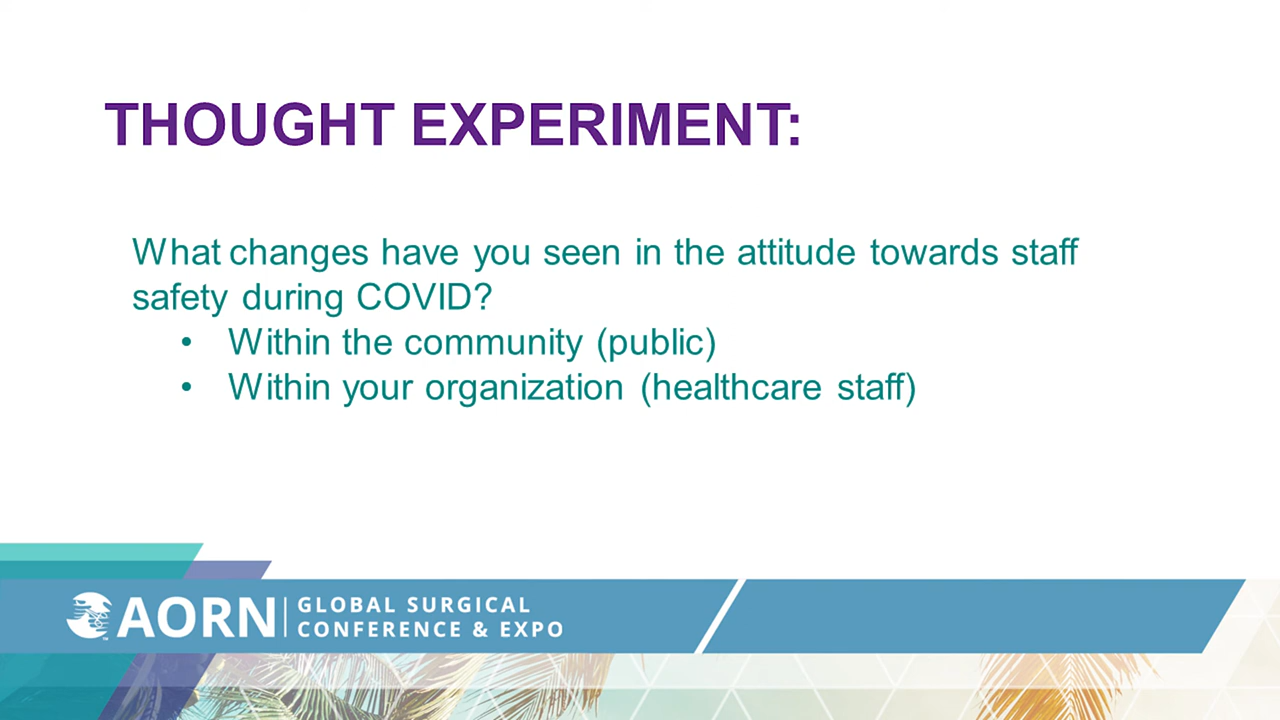 THOUGHT EXPERIMENT:
What changes have you seen in the attitude towards staff
safety during COVID?
• Within the community (public)
• Within your organization (healthcare staff)
AORN
GLOBAL SURGICAL
CONFERENCE & EXPO